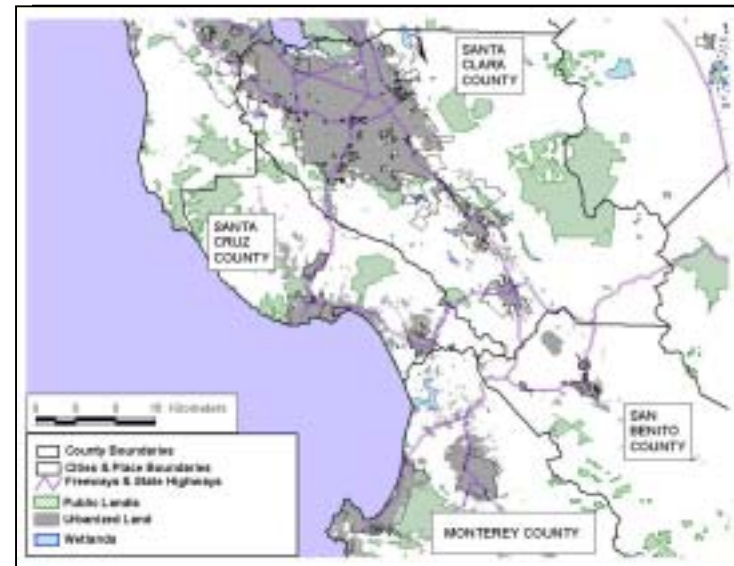 SANTA
CLARA
COUNTY
SANTA
CRUZ
COUNTY
SAN
BENITO
COUNTY
MONTEREY COUNTY
Kilometers
County Boundaries
Cities & Place Boundaries
Freeways & State Highways
Public Lands
Urbanized Land
Wetlands